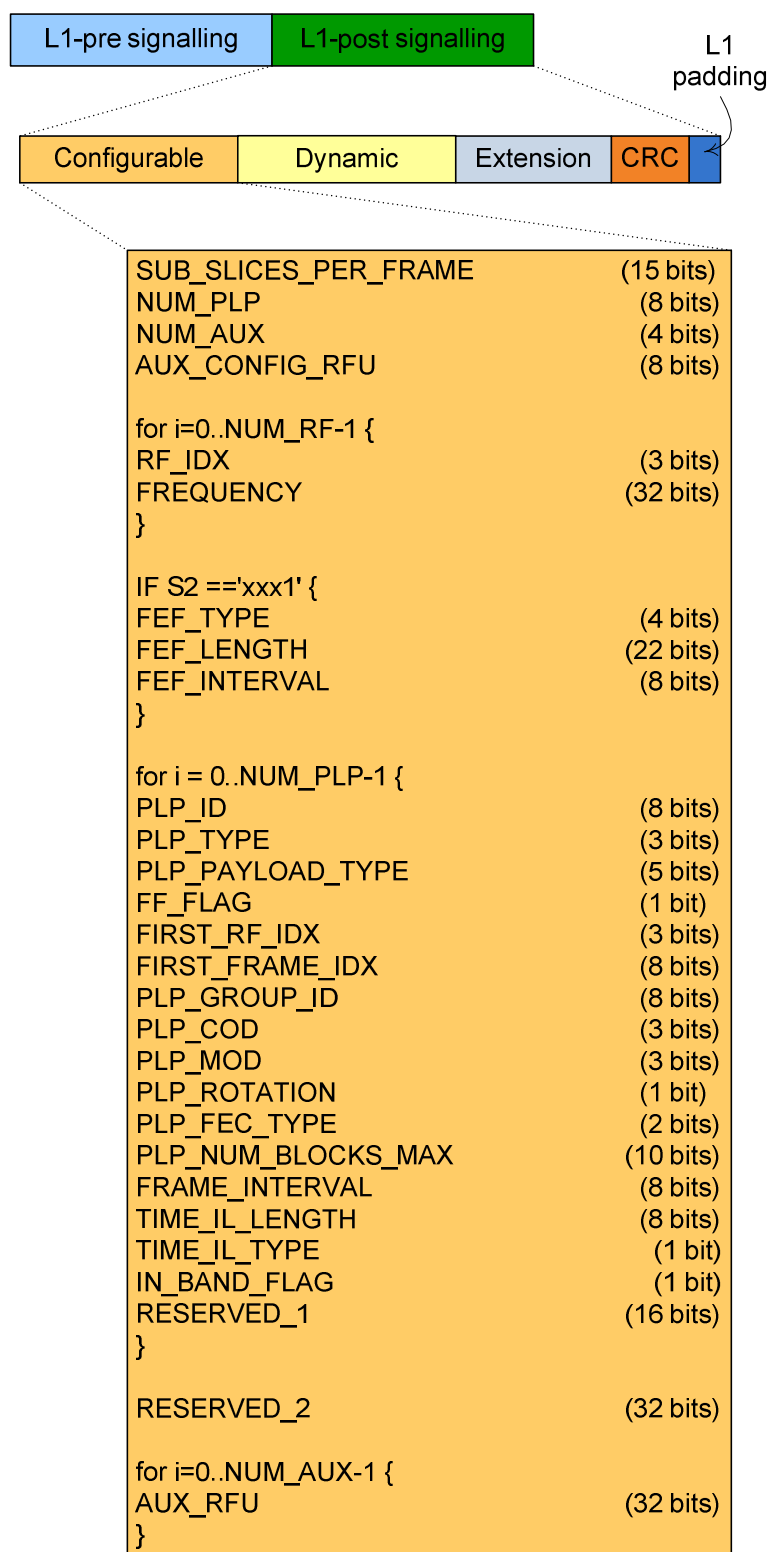 L1-pre signalling L1-post signalling
L1
padding
Configurable Dynamic Extension CRC
SUB_SLICES_PER_FRAME (15 bits)
NUM_PLP (8 bits)
NUM_AUX (4 bits)
AUX_CONFIG_RFU (8 bits)
for i=0..NUM_RF-1 {
RF_IDX (3 bits)
FREQUENCY (32 bits)
}
IF S2 =='xxx1' {
FEF_TYPE (4 bits)
FEF_LENGTH (22 bits)
FEF_INTERVAL (8 bits)
}
for i = 0..NUM_PLP-1 {
PLP_ID (8 bits)
PLP_TYPE (3 bits)
PLP_PAYLOAD_TYPE (5 bits)
FF_FLAG (1 bit)
FIRST_RF_IDX (3 bits)
FIRST_FRAME_IDX (8 bits)
PLP_GROUP_ID (8 bits)
PLP_COD (3 bits)
PLP_MOD (3 bits)
PLP_ROTATION (1 bit)
PLP_FEC_TYPE (2 bits)
PLP_NUM_BLOCKS_MAX (10 bits)
FRAME_INTERVAL (8 bits)
TIME_IL_LENGTH (8 bits)
TIME_IL_TYPE (1 bit)
IN_BAND_FLAG (1 bit)
RESERVED_1 (16 bits)
}
RESERVED_2 (32 bits)
for i=0..NUM_AUX-1 {
AUX_RFU (32 bits)
}